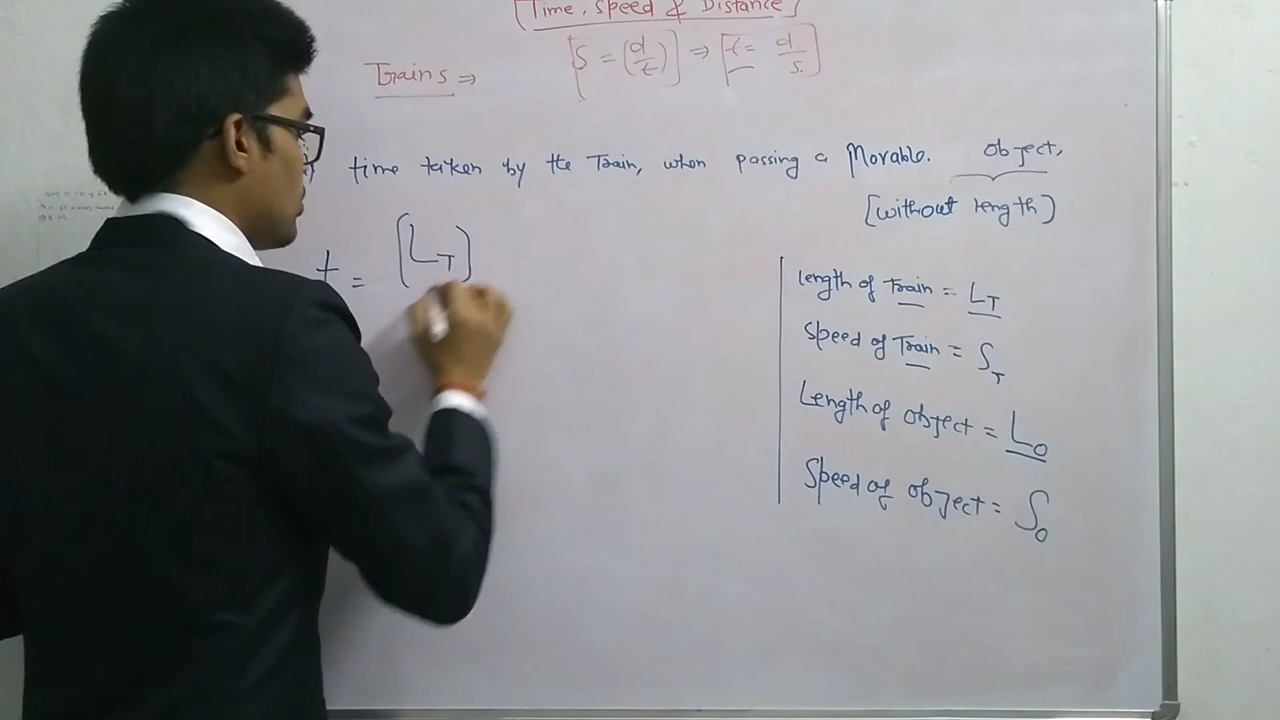 [Time, Speed & Distance]
Trains ⇒ [S = (d/t)] ⇒ [t = d/s.]
time taken by the Train, when passing a Movable. object,
[without length]
t = [L_T]
Length of Train = L_T
Speed of Train = S_T
Length of object = L_O
Speed of object = S_O